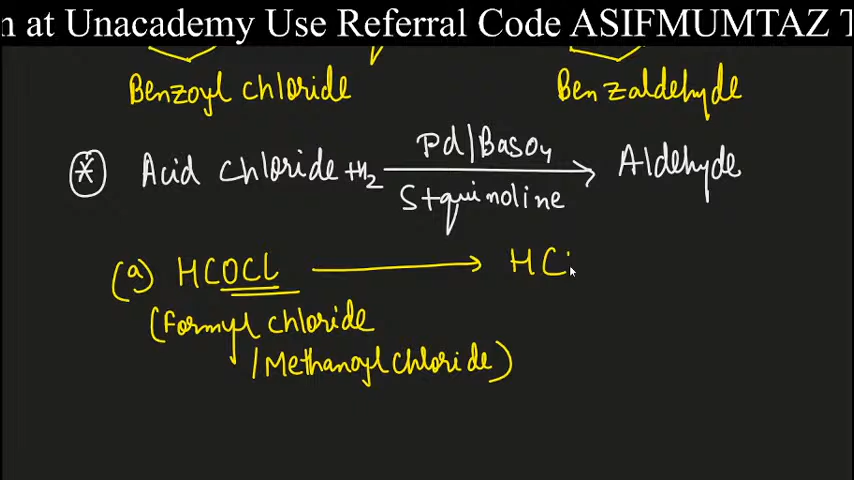 n at Unacademy Use Referral Code ASIFMUMTAZ T
Benzoyl chloride Benzaldehyde
* Acid chloride + H2 Pd/BaSO4 Aldehyde
S+quinoline
(a) HCOCl HC
(Formyl chloride
/Methanoyl chloride)